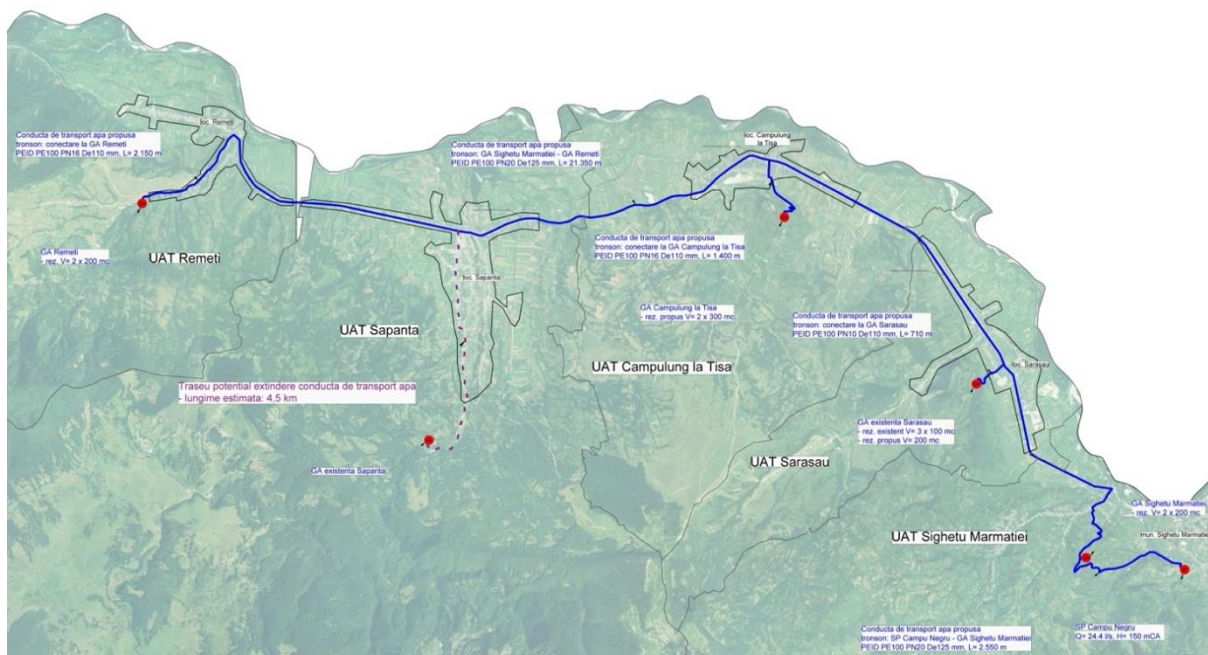 loc. Remeti
Conducta de transport apa propusa
tronson: conectare la GA Remeti
PEID PE100 PN16 De110 mm, L= 2.150 m
GA Remeti
- rez. V= 2 x 200 mc
UAT Remeti
Conducta de transport apa propusa
tronson: GA Sighetu Marmatiei - GA Remeti
PEID PE100 PN20 De125 mm, L= 21.350 m
loc. Sapanta
UAT Sapanta
Traseu potential extindere conducta de transport apa
- lungime estimata: 4,5 km
GA existenta Sapanta
loc. Campulung
la Tisa
Conducta de transport apa propusa
tronson: conectare la GA Campulung la Tisa
PEID PE100 PN16 De110 mm, L= 1.400 m
GA Campulung la Tisa
- rez. propus V= 2 x 300 mc
UAT Campulung la Tisa
Conducta de transport apa propusa
tronson: conectare la GA Sarasau
PEID PE100 PN10 De110 mm, L= 710 m
loc. Sarasau
GA existenta Sarasau
- rez. existent V= 3 x 100 mc
- rez. propus V= 200 mc
UAT Sarasau
GA Sighetu Marmatiei
- rez. V= 2 x 200 mc
mun. Sighetu Marmatiei
UAT Sighetu Marmatiei
Conducta de transport apa propusa
tronson: SP Campu Negru - GA Sighetu Marmatiei
PEID PE100 PN20 De125 mm, L= 2.550 m
SP Campu Negru
Q= 24.4 l/s, H= 150 mCA